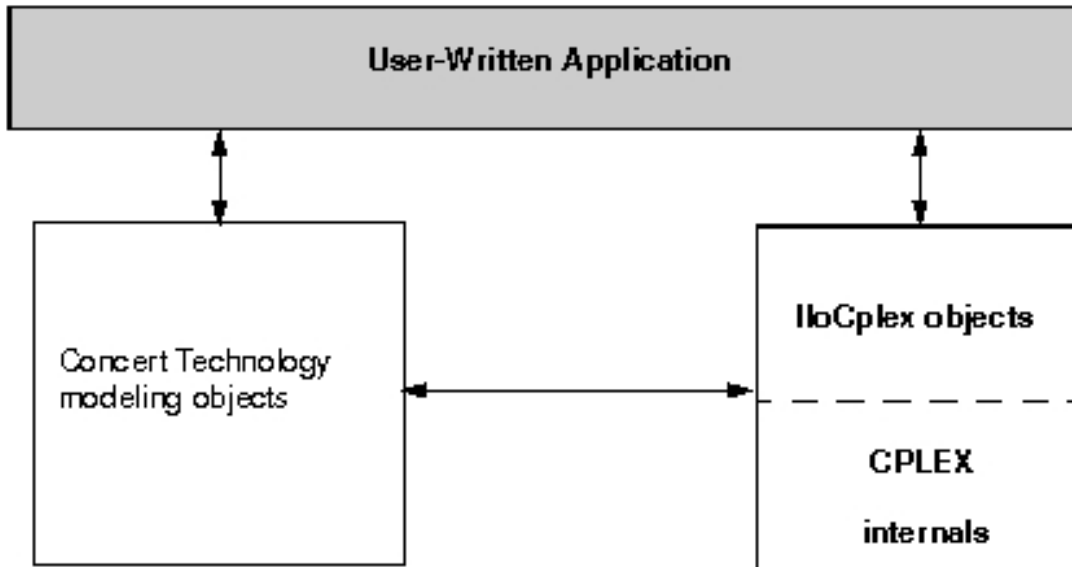 User-Written Application
Concert Technology
modeling objects
IloCplex objects
CPLEX
internals